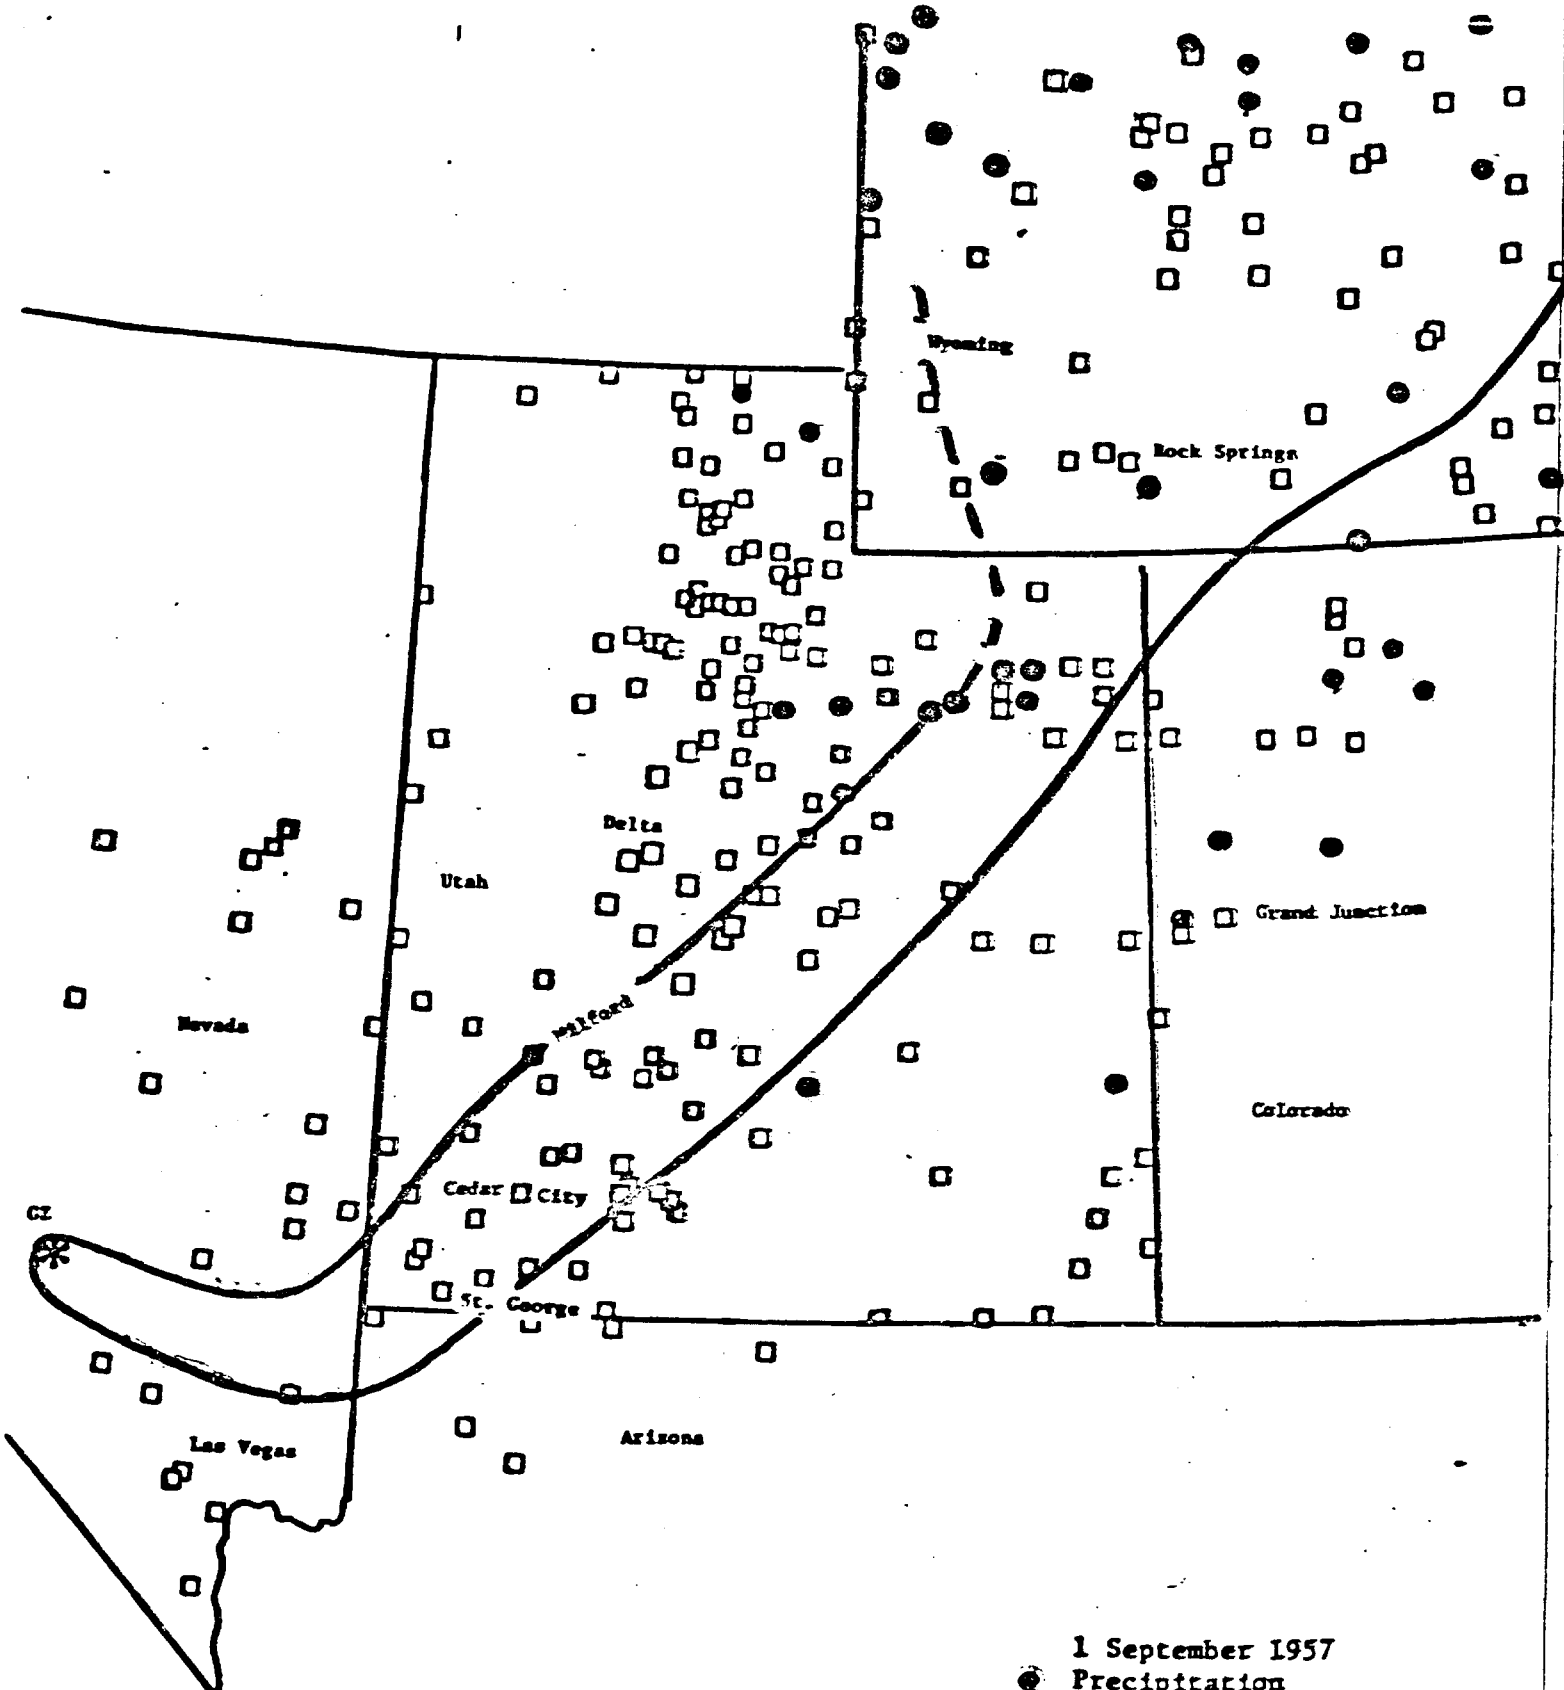 Wyoming
Rock Springs
Delta
Utah
Grand Junction
Nevada
Milford
Colorado
Cedar City
GZ
St. George
Las Vegas
Arizona
1 September 1957
Precipitation